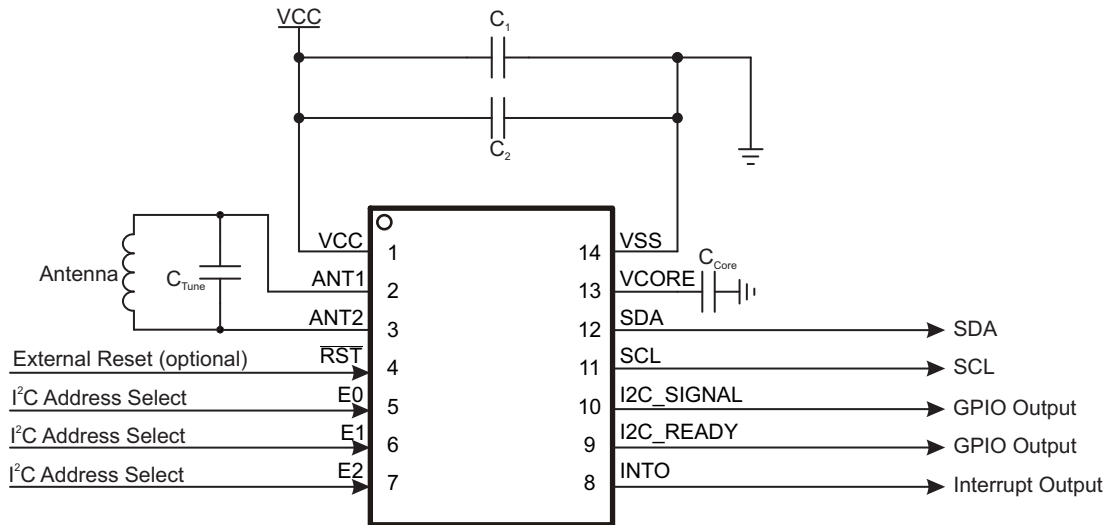 VCC
C₁
C₂
VCC
1
14
VSS
C_Core
Antenna
C_Tune
ANT1
2
13
VCORE
ANT2
3
12
SDA
SDA
External Reset (optional)
RST
4
11
SCL
SCL
I²C Address Select
E0
5
10
I2C_SIGNAL
GPIO Output
I²C Address Select
E1
6
9
I2C_READY
GPIO Output
I²C Address Select
E2
7
8
INTO
Interrupt Output